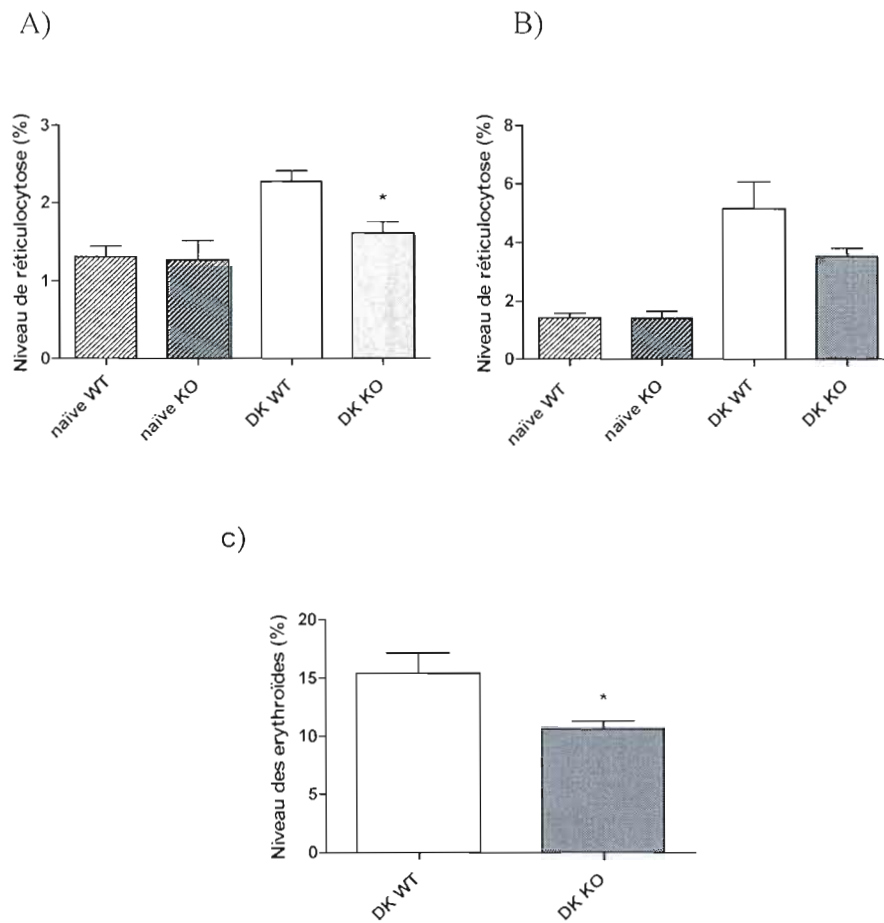 A)
Niveau de réticulocytose (%)
3
2
1
0
*
naïve WT
naïve KO
DK WT
DK KO
B)
Niveau de réticulocytose (%)
8
6
4
2
0
naïve WT
naïve KO
DK WT
DK KO
c)
Niveau des erythroïdes (%)
20
15
10
5
0
*
DK WT
DK KO